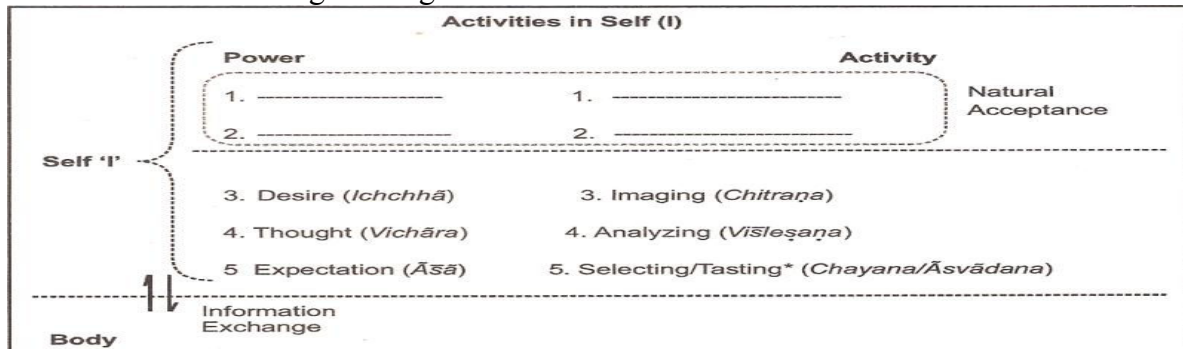 Activities in Self (I)
Power Activity
1. 1.
Natural
Acceptance
2. 2.
Self ‘I’
3. Desire (Ichchhā) 3. Imaging (Chitraṇa)
4. Thought (Vichāra) 4. Analyzing (Viśleṣaṇa)
5 Expectation (Āśā) 5. Selecting/Tasting* (Chayana/Āsvādana)
Information
Exchange
Body